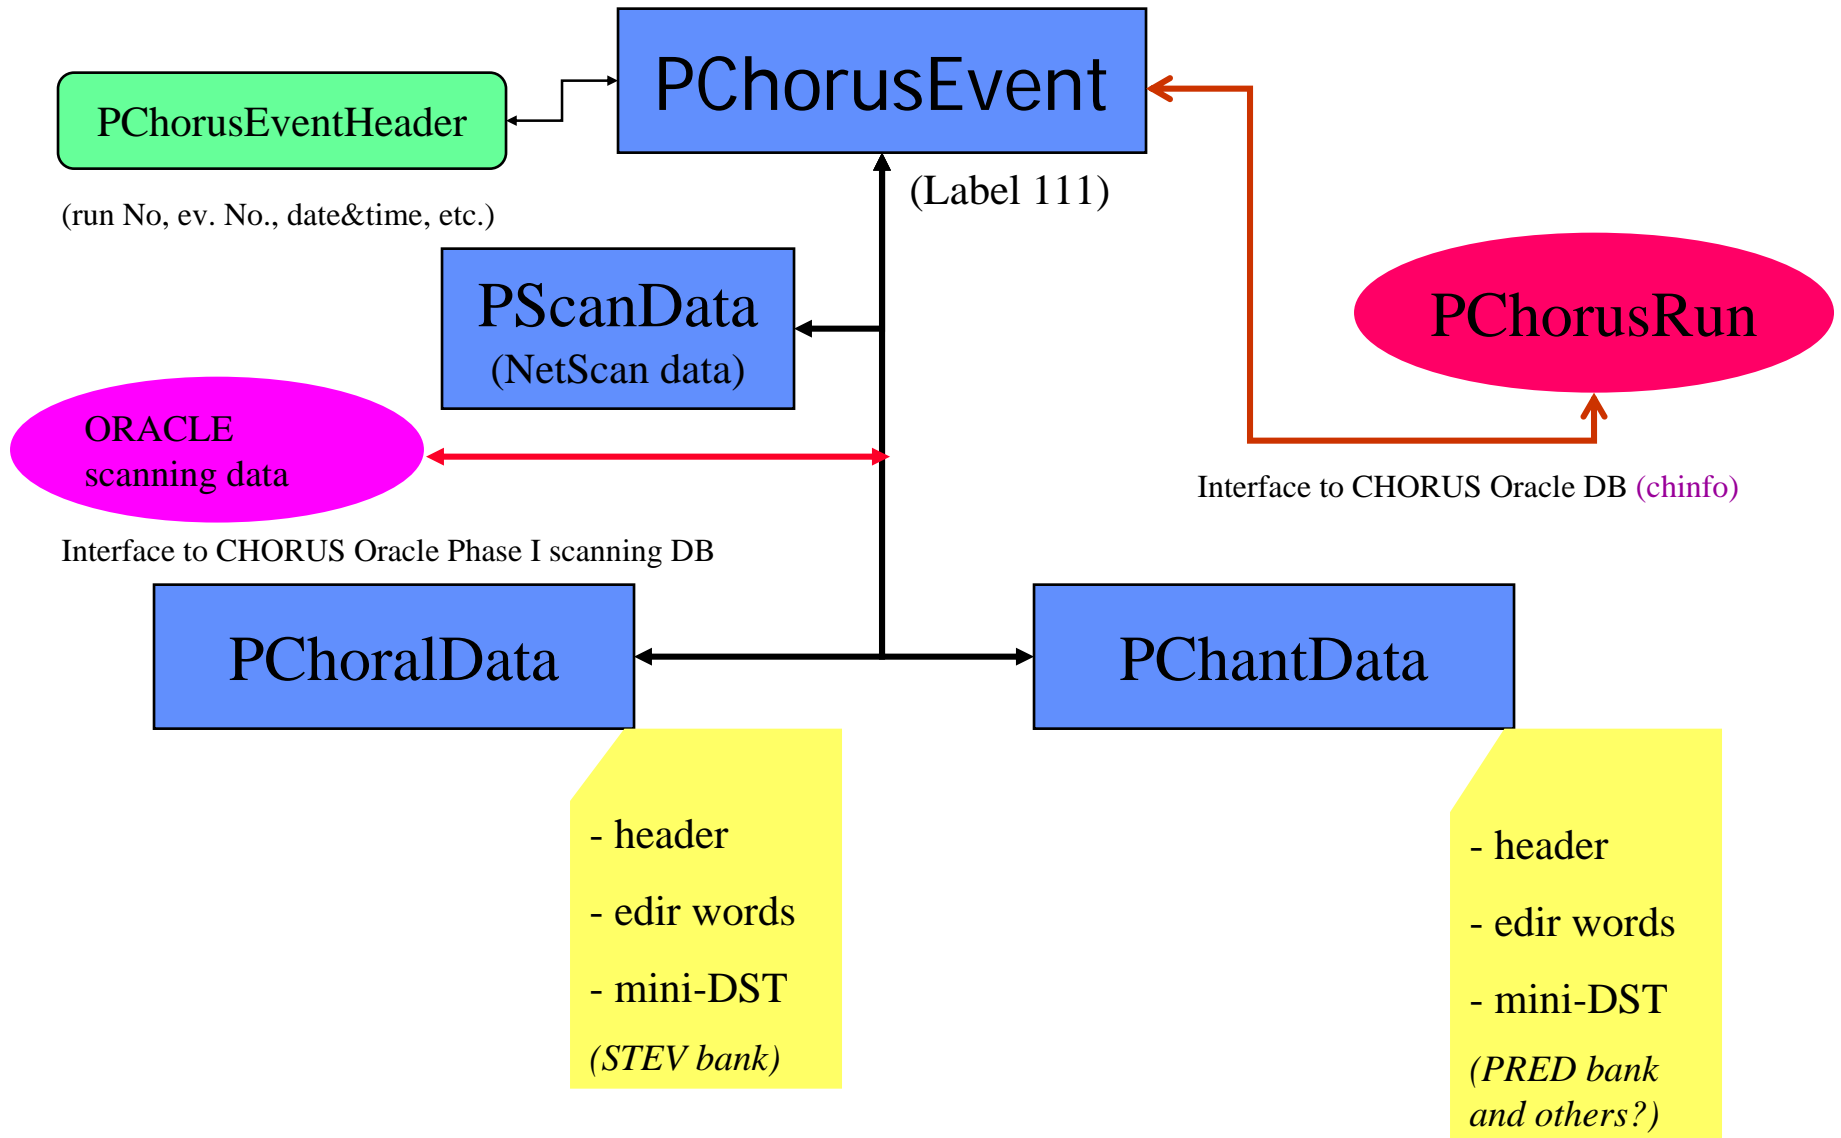 PChorusEvent
PChorusEventHeader
(Label 111)
(run No, ev. No., date&time, etc.)
PScanData
(NetScan data)
PChorusRun
ORACLE
scanning data
Interface to CHORUS Oracle DB (chinfo)
Interface to CHORUS Oracle Phase I scanning DB
PChoralData
PChantData
- header
- edir words
- mini-DST
(STEV bank)
- header
- edir words
- mini-DST
(PRED bank
and others?)